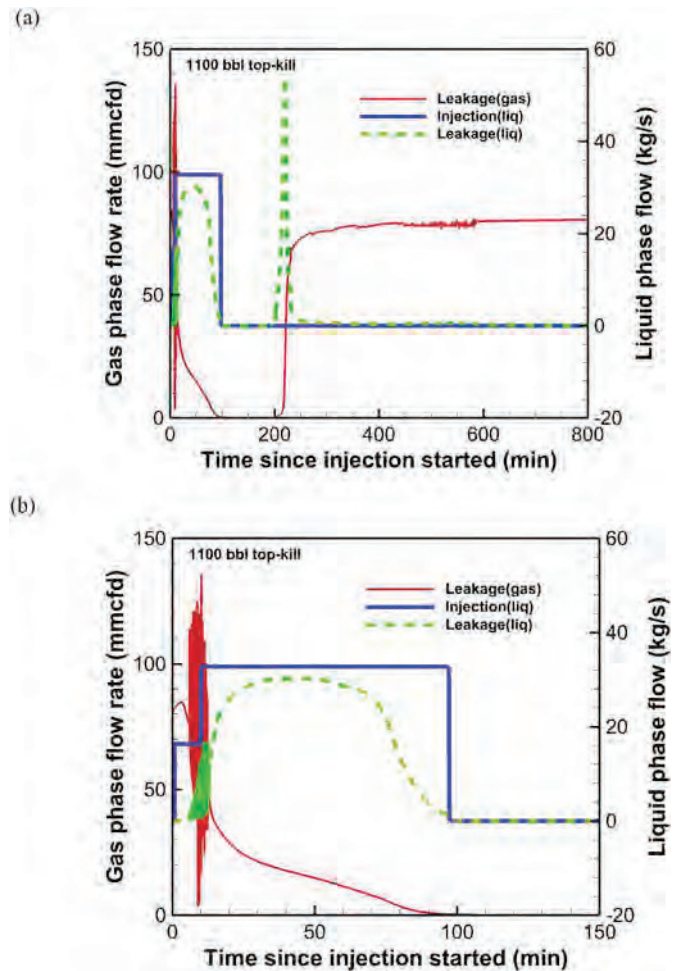 (a)
150
60
1100 bbl top-kill
Leakage(gas)
Injection(liq)
Leakage(liq)
100
50
0
40
20
0
-20
Gas phase flow rate (mmcfd)
Liquid phase flow (kg/s)
0
200
400
600
800
Time since injection started (min)
(b)
150
60
1100 bbl top-kill
Leakage(gas)
Injection(liq)
Leakage(liq)
100
50
0
40
20
0
-20
Gas phase flow rate (mmcfd)
Liquid phase flow (kg/s)
0
50
100
150
Time since injection started (min)